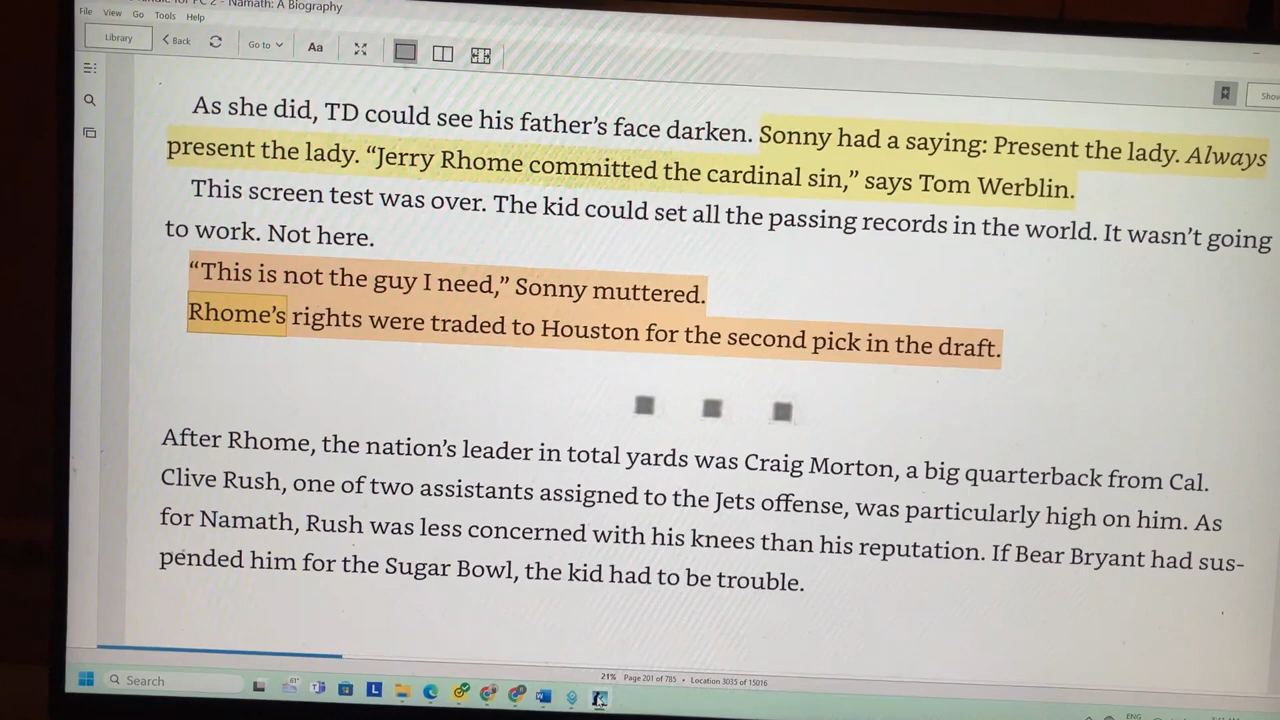 Kindle for PC 2 - Namath: A Biography
File View Go Tools Help
Library Back Go to Aa
Show
As she did, TD could see his father’s face darken. Sonny had a saying: Present the lady. Always
present the lady. “Jerry Rhome committed the cardinal sin,” says Tom Werblin.
This screen test was over. The kid could set all the passing records in the world. It wasn’t going
to work. Not here.
“This is not the guy I need,” Sonny muttered.
Rhome’s rights were traded to Houston for the second pick in the draft.
After Rhome, the nation’s leader in total yards was Craig Morton, a big quarterback from Cal.
Clive Rush, one of two assistants assigned to the Jets offense, was particularly high on him. As
for Namath, Rush was less concerned with his knees than his reputation. If Bear Bryant had sus-
pended him for the Sugar Bowl, the kid had to be trouble.
21% Page 201 of 785 • Location 3035 of 15016
Search
61°
L
ENG